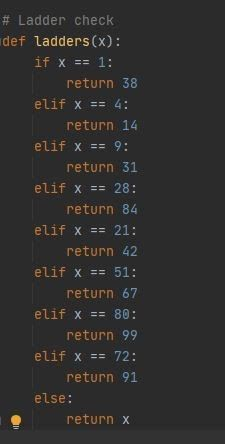 # Ladder check
def ladders(x):
    if x == 1:
        return 38
    elif x == 4:
        return 14
    elif x == 9:
        return 31
    elif x == 28:
        return 84
    elif x == 21:
        return 42
    elif x == 51:
        return 67
    elif x == 80:
        return 99
    elif x == 72:
        return 91
    else:
        return x